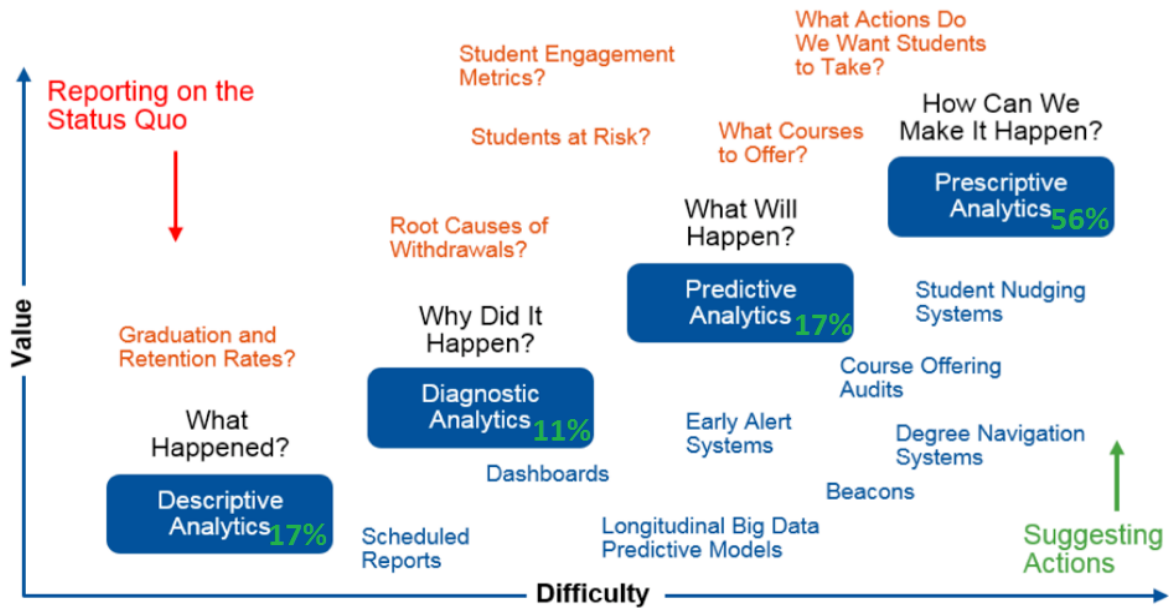 What Actions Do
We Want Students
to Take?
Student Engagement
Metrics?
Reporting on the
Status Quo
How Can We
Make It Happen?
Students at Risk?
What Courses
to Offer?
Prescriptive
Analytics 56%
Root Causes of
Withdrawals?
What Will
Happen?
Predictive
Analytics 17%
Student Nudging
Systems
Value
Graduation and
Retention Rates?
Why Did It
Happen?
Diagnostic
Analytics 11%
Course Offering
Audits
What
Happened?
Early Alert
Systems
Degree Navigation
Systems
Dashboards
Beacons
Descriptive
Analytics 17%
Scheduled
Reports
Longitudinal Big Data
Predictive Models
Suggesting
Actions
Difficulty